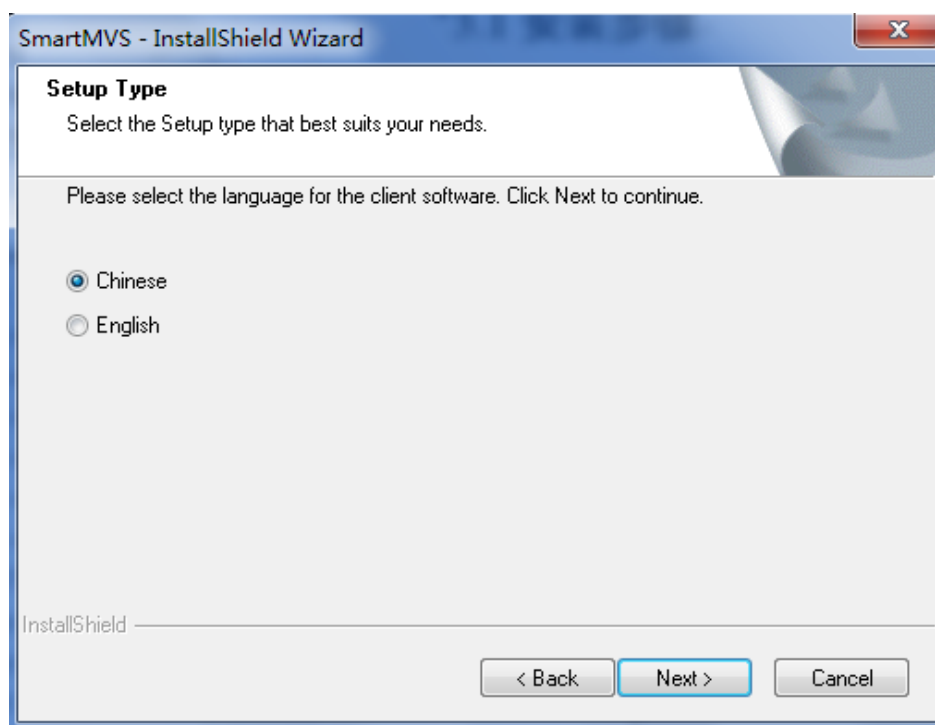 SmartMVS - InstallShield Wizard
Setup Type
Select the Setup type that best suits your needs.
Please select the language for the client software. Click Next to continue.
Chinese
English
InstallShield
< Back
Next >
Cancel